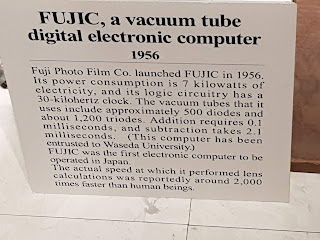 FUJIC, a vacuum tube
digital electronic computer
1956
Fuji Photo Film Co. launched FUJIC in 1956.
Its power consumption is 7 kilowatts of
electricity, and its logic circuitry has a
30-kilohertz clock. The vacuum tubes that it
uses include approximately 500 diodes and
about 1,200 triodes. Addition requires 0.1
milliseconds, and subtraction takes 2.1
milliseconds. (This computer has been
entrusted to Waseda University.)
FUJIC was the first electronic computer to be
operated in Japan.
The actual speed at which it performed lens
calculations was reportedly around 2,000
times faster than human beings.